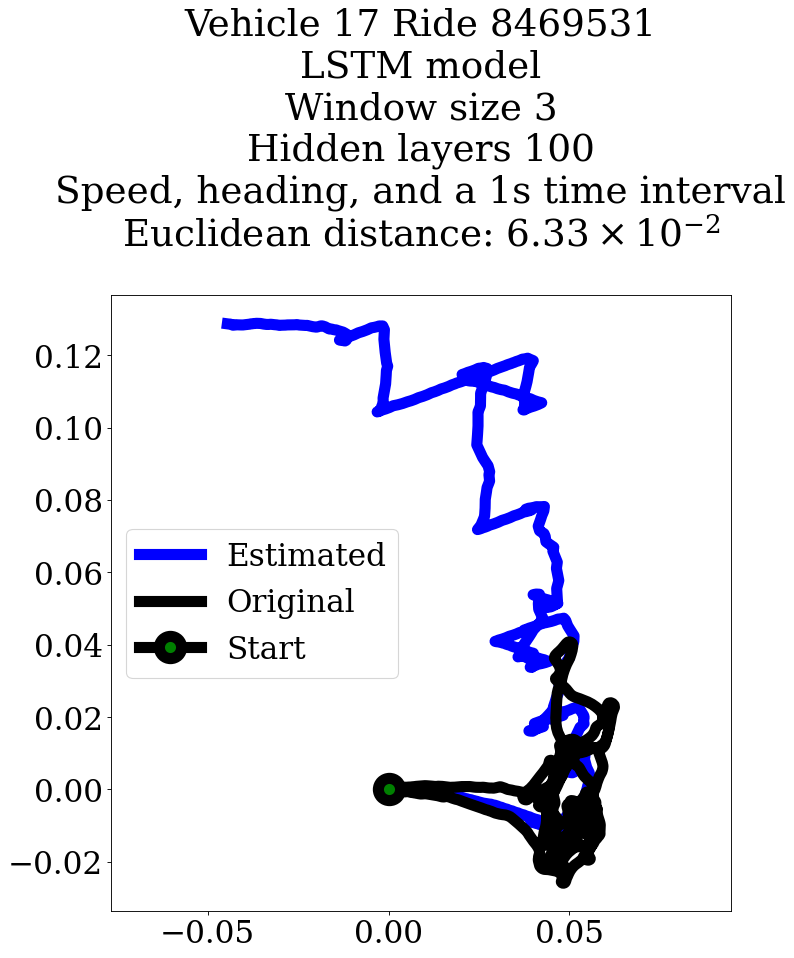 Vehicle 17 Ride 8469531
LSTM model
Window size 3
Hidden layers 100
Speed, heading, and a 1s time interval
Euclidean distance: 6.33 × 10⁻²
0.12
0.10
0.08
0.06
0.04
0.02
0.00
−0.02
Estimated
Original
Start
−0.05 0.00 0.05